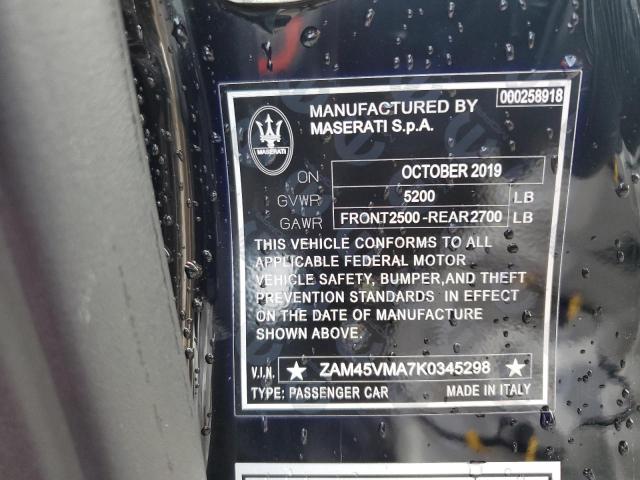 000258918
MANUFACTURED BY
MASERATI S.p.A.
MASERATI
ON OCTOBER 2019
GVWR 5200 LB
GAWR FRONT2500-REAR2700 LB
THIS VEHICLE CONFORMS TO ALL
APPLICABLE FEDERAL MOTOR
VEHICLE SAFETY, BUMPER,AND THEFT
PREVENTION STANDARDS IN EFFECT
ON THE DATE OF MANUFACTURE
SHOWN ABOVE.
V.I.N. ★ ZAM45VMA7K0345298 ★
TYPE: PASSENGER CAR MADE IN ITALY